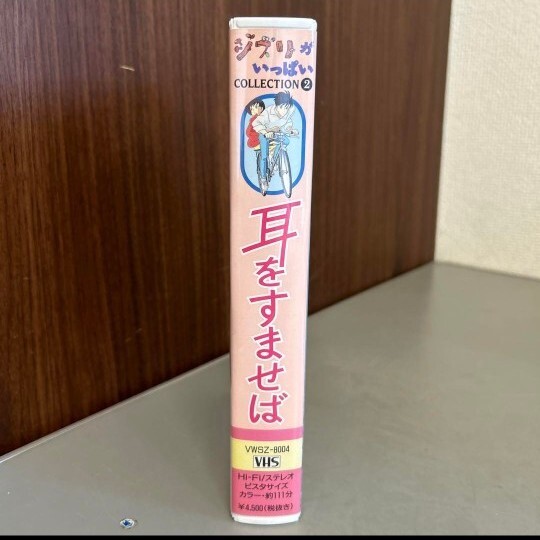 ジブリが
いっぱい
COLLECTION 2
耳をすませば
VWSZ-8004
VHS
Hi-Fi/ステレオ
ビスタサイズ
カラー・約111分
¥4,500(税抜き)